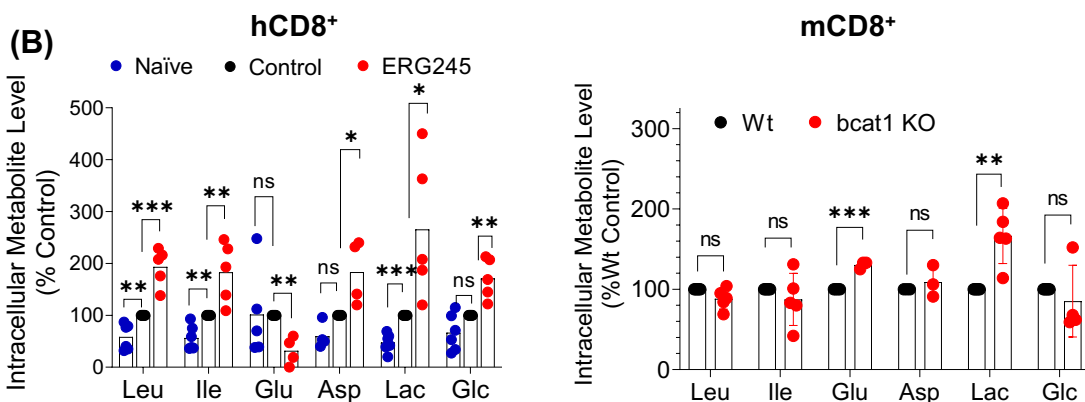 (B)
hCD8⁺
Naïve Control ERG245
Intracellular Metabolite Level
(% Control)
500
400
300
200
100
0
** *** ** ** ns ** ns * *** * ns **
Leu Ile Glu Asp Lac Glc
mCD8⁺
Wt bcat1 KO
Intracellular Metabolite Level
(%Wt Control)
300
200
100
0
ns ns *** ns ** ns
Leu Ile Glu Asp Lac Glc